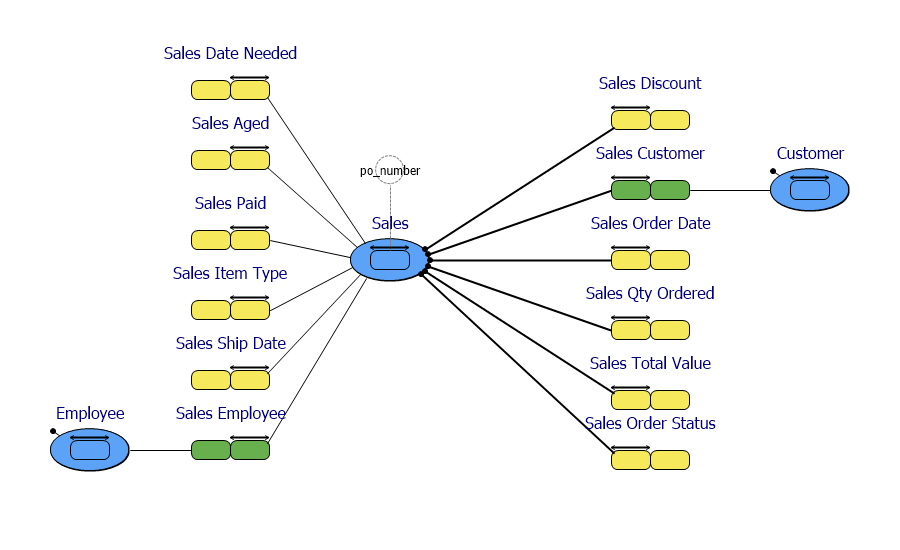 Sales Date Needed
Sales Aged
Sales Paid
Sales Item Type
Sales Ship Date
Sales Employee
Employee
po_number
Sales
Sales Discount
Sales Customer
Customer
Sales Order Date
Sales Qty Ordered
Sales Total Value
Sales Order Status